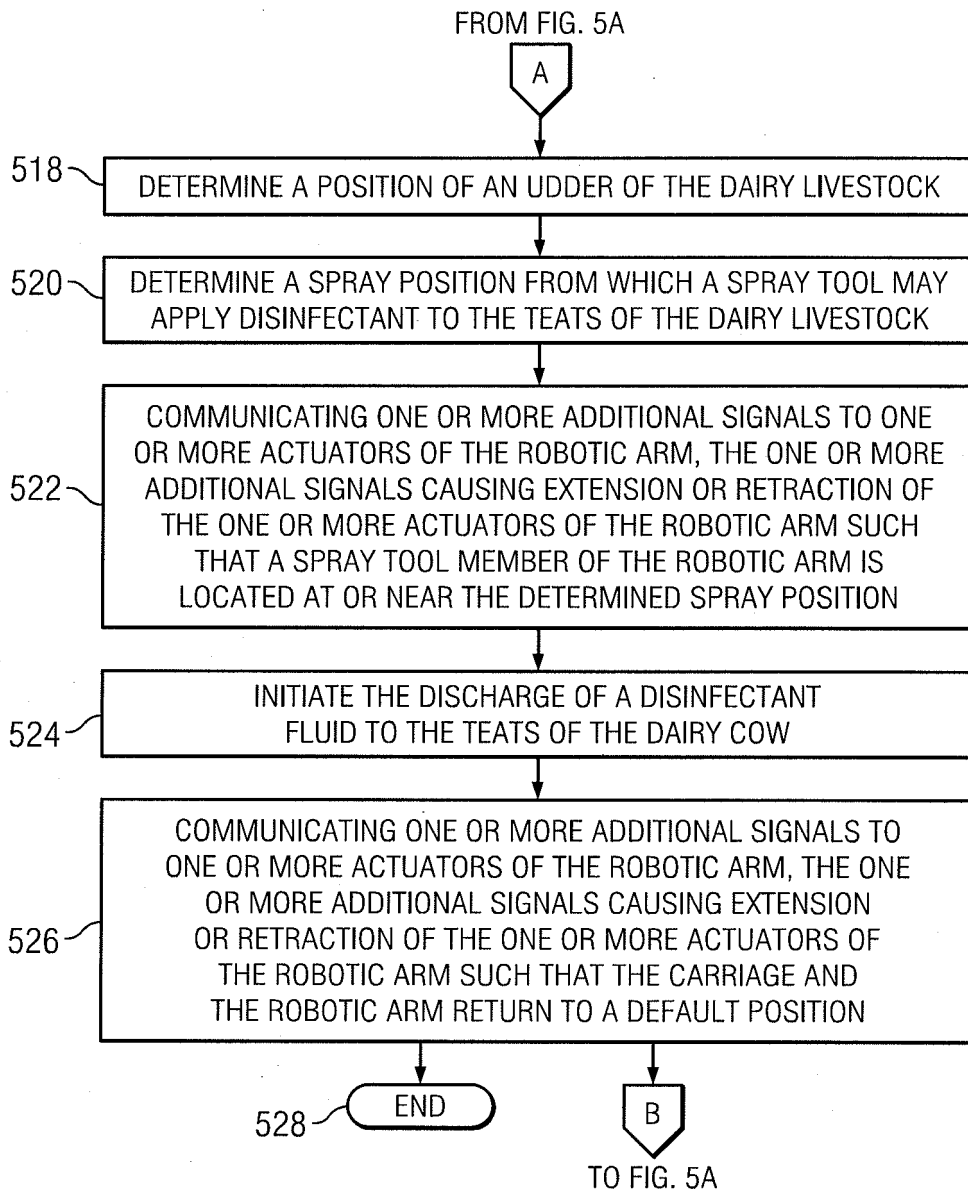 FROM FIG. 5A
A
518
DETERMINE A POSITION OF AN UDDER OF THE DAIRY LIVESTOCK
520
DETERMINE A SPRAY POSITION FROM WHICH A SPRAY TOOL MAY
APPLY DISINFECTANT TO THE TEATS OF THE DAIRY LIVESTOCK
522
COMMUNICATING ONE OR MORE ADDITIONAL SIGNALS TO ONE
OR MORE ACTUATORS OF THE ROBOTIC ARM, THE ONE OR MORE
ADDITIONAL SIGNALS CAUSING EXTENSION OR RETRACTION OF
THE ONE OR MORE ACTUATORS OF THE ROBOTIC ARM SUCH
THAT A SPRAY TOOL MEMBER OF THE ROBOTIC ARM IS
LOCATED AT OR NEAR THE DETERMINED SPRAY POSITION
524
INITIATE THE DISCHARGE OF A DISINFECTANT
FLUID TO THE TEATS OF THE DAIRY COW
526
COMMUNICATING ONE OR MORE ADDITIONAL SIGNALS TO
ONE OR MORE ACTUATORS OF THE ROBOTIC ARM, THE ONE
OR MORE ADDITIONAL SIGNALS CAUSING EXTENSION
OR RETRACTION OF THE ONE OR MORE ACTUATORS OF
THE ROBOTIC ARM SUCH THAT THE CARRIAGE AND
THE ROBOTIC ARM RETURN TO A DEFAULT POSITION
528
END
B
TO FIG. 5A